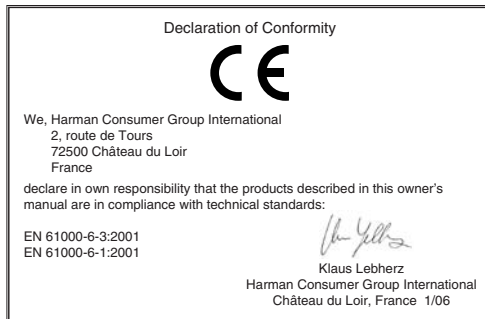 Declaration of Conformity
CE
We, Harman Consumer Group International
2, route de Tours
72500 Château du Loir
France
declare in own responsibility that the products described in this owner's
manual are in compliance with technical standards:
EN 61000-6-3:2001
EN 61000-6-1:2001
Klaus Lebherz
Harman Consumer Group International
Château du Loir, France 1/06